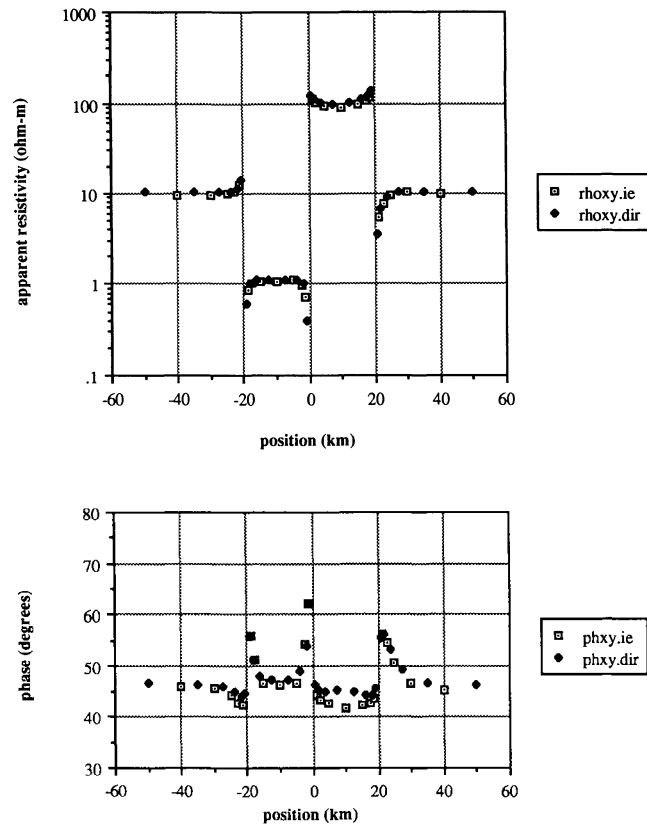 1000
100
10
1
.1
apparent resistivity (ohm-m)
-60 -40 -20 0 20 40 60
position (km)
rhoxy.ie
rhoxy.dir
80
70
60
50
40
30
phase (degrees)
-60 -40 -20 0 20 40 60
position (km)
phxy.ie
phxy.dir